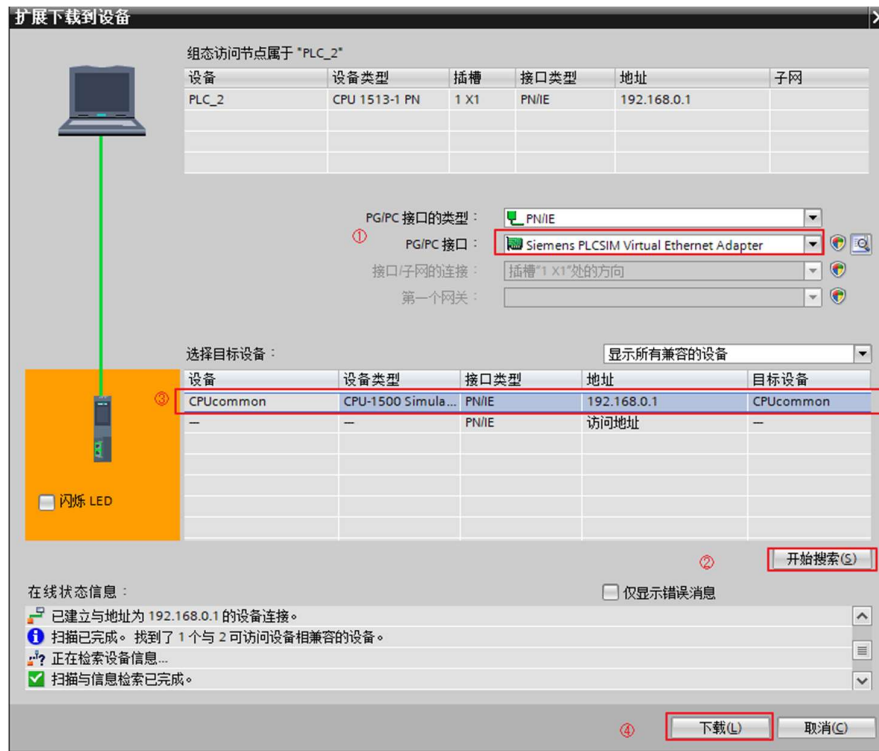 扩展下载到设备
组态访问节点属于 "PLC_2"
设备 设备类型 插槽 接口类型 地址 子网
PLC_2 CPU 1513-1 PN 1 X1 PN/IE 192.168.0.1
PG/PC 接口的类型： PN/IE
① PG/PC 接口： Siemens PLCSIM Virtual Ethernet Adapter
接口/子网的连接： 插槽"1 X1"处的方向
第一个网关：
选择目标设备： 显示所有兼容的设备
设备 设备类型 接口类型 地址 目标设备
③ CPUcommon CPU-1500 Simula... PN/IE 192.168.0.1 CPUcommon
— — PN/IE 访问地址 —
闪烁 LED
② 开始搜索(S)
在线状态信息： 仅显示错误消息
已建立与地址为 192.168.0.1 的设备连接。
扫描已完成。找到了 1 个与 2 可访问设备相兼容的设备。
正在检索设备信息...
扫描与信息检索已完成。
④ 下载(L) 取消(C)